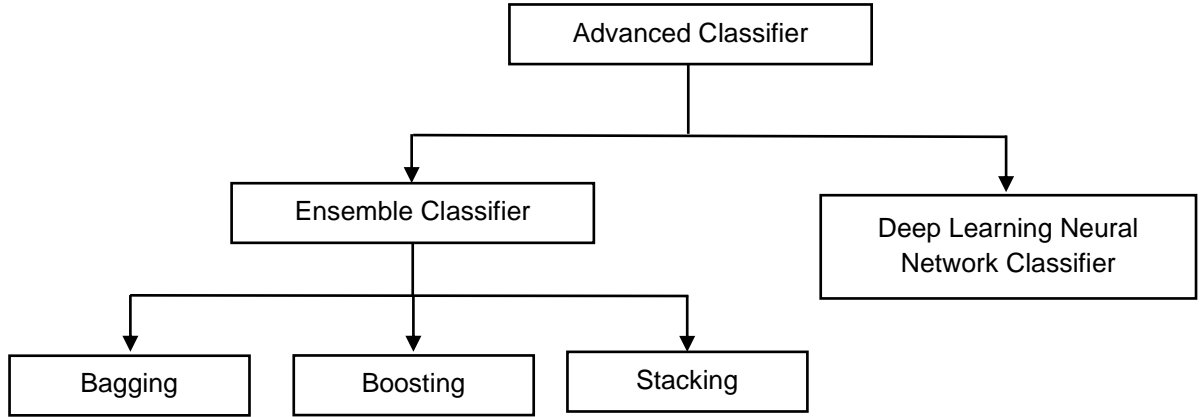 Advanced Classifier
Ensemble Classifier
Deep Learning Neural
Network Classifier
Bagging
Boosting
Stacking